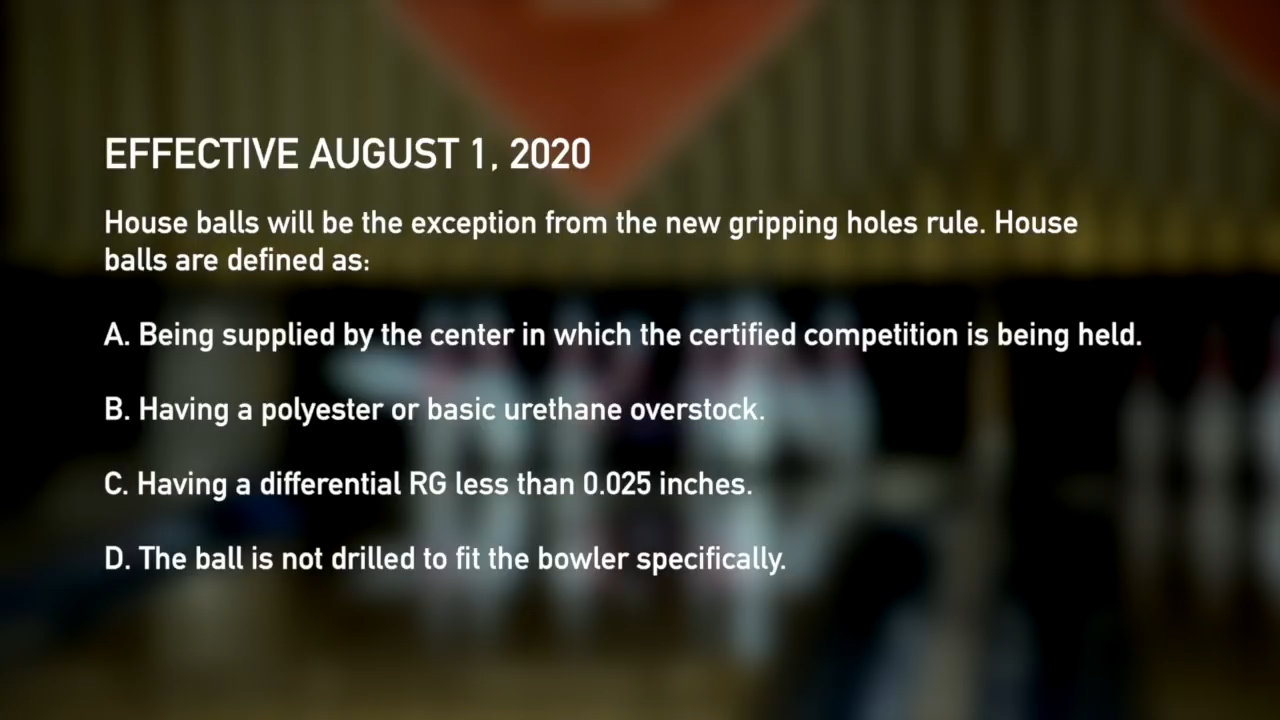 EFFECTIVE AUGUST 1, 2020
House balls will be the exception from the new gripping holes rule. House
balls are defined as:
A. Being supplied by the center in which the certified competition is being held.
B. Having a polyester or basic urethane overstock.
C. Having a differential RG less than 0.025 inches.
D. The ball is not drilled to fit the bowler specifically.